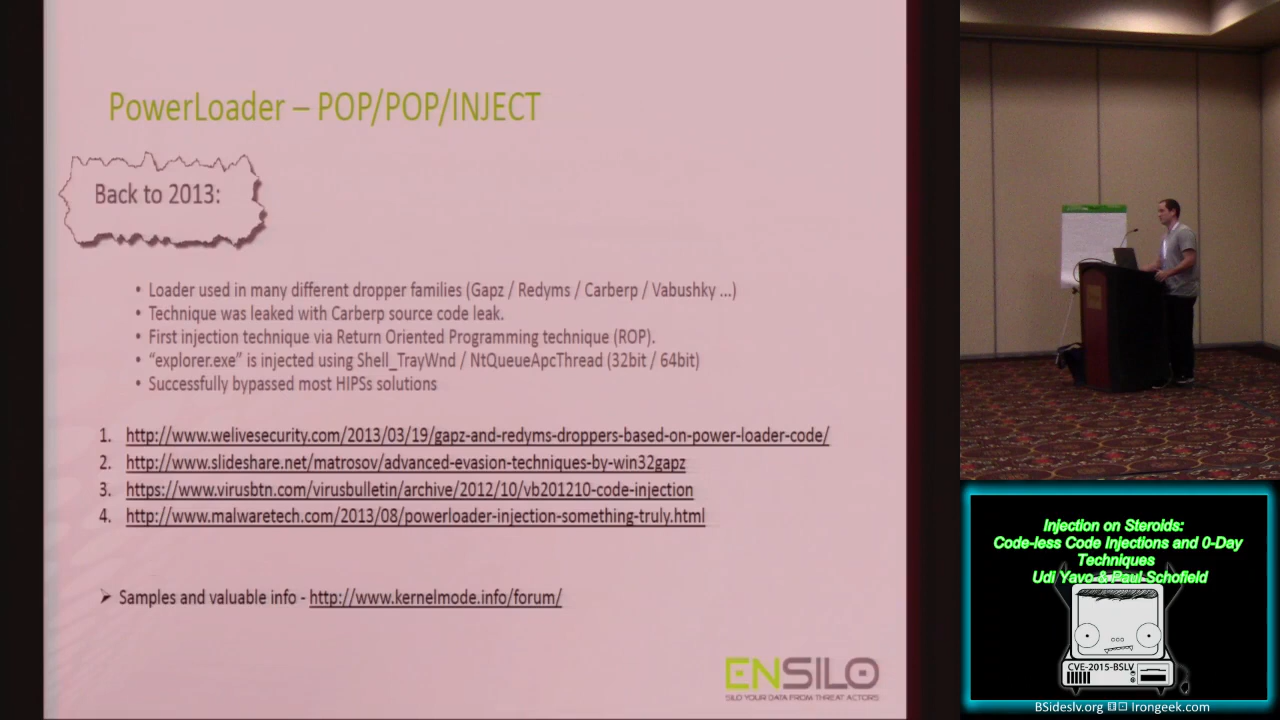 PowerLoader – POP/POP/INJECT
Back to 2013:
• Loader used in many different dropper families (Gapz / Redyms / Carberp / Vabushky ...)
• Technique was leaked with Carberp source code leak.
• First injection technique via Return Oriented Programming technique (ROP).
• “explorer.exe” is injected using Shell_TrayWnd / NtQueueApcThread (32bit / 64bit)
• Successfully bypassed most HIPSs solutions
1. http://www.welivesecurity.com/2013/03/19/gapz-and-redyms-droppers-based-on-power-loader-code/
2. http://www.slideshare.net/matrosov/advanced-evasion-techniques-by-win32gapz
3. https://www.virusbtn.com/virusbulletin/archive/2012/10/vb201210-code-injection
4. http://www.malwaretech.com/2013/08/powerloader-injection-something-truly.html
➢ Samples and valuable info - http://www.kernelmode.info/forum/
ENSILO
SILO YOUR DATA FROM THREAT ACTORS
Injection on Steroids:
Code-less Code Injections and 0-Day
Techniques
Udi Yavo & Paul Schofield
CVE-2015-BSLV
BSideslv.org Irongeek.com